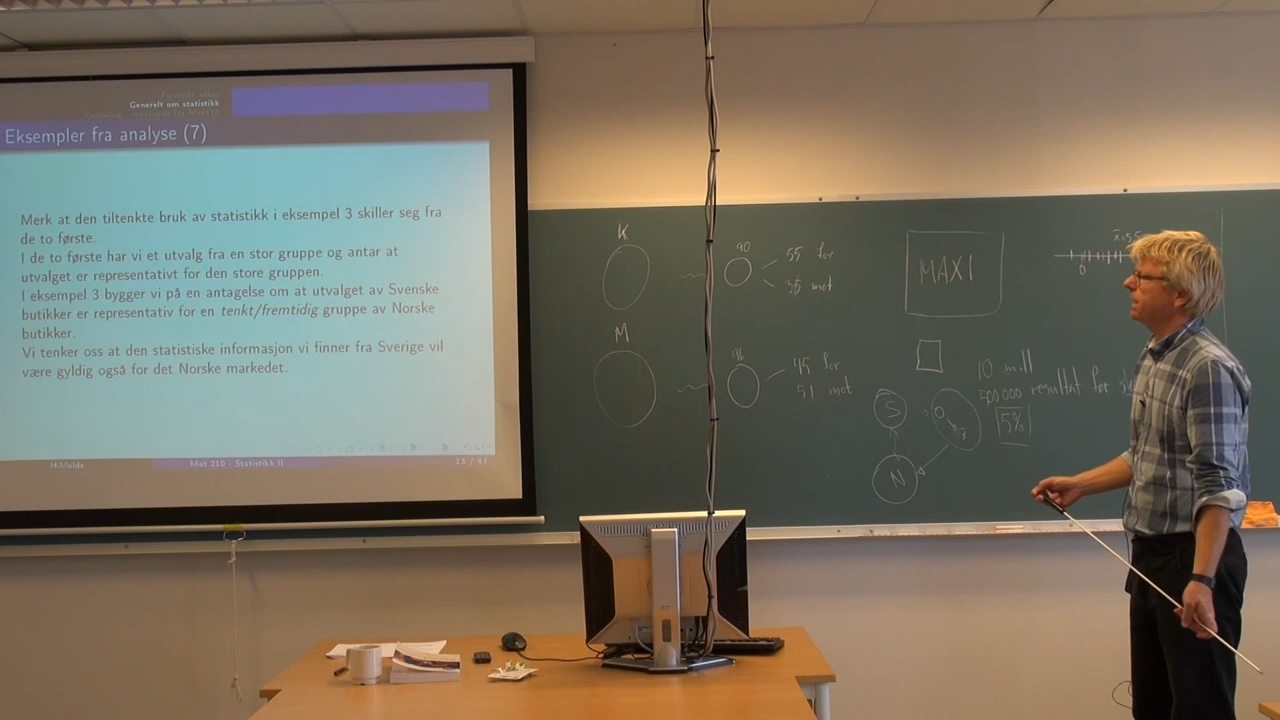 Generelt om statistikk
Eksempler fra analyse (7)
Merk at den tiltenkte bruk av statistikk i eksempel 3 skiller seg fra
de to første.
I de to første har vi et utvalg fra en stor gruppe og antar at
utvalget er representativt for den store gruppen.
I eksempel 3 bygger vi på en antagelse om at utvalget av Svenske
butikker er representativ for en tenkt/fremtidig gruppe av Norske
butikker.
Vi tenker oss at den statistiske informasjon vi finner fra Sverige vil
være gyldig også for det Norske markedet.
HiMolde
Mat 210 - Statistikk II
K
90
55 for
35 mot
M
96
45 for
51 mot
MAXI
10 mill
500 000 resultat før
5%
S
x̄
N
0